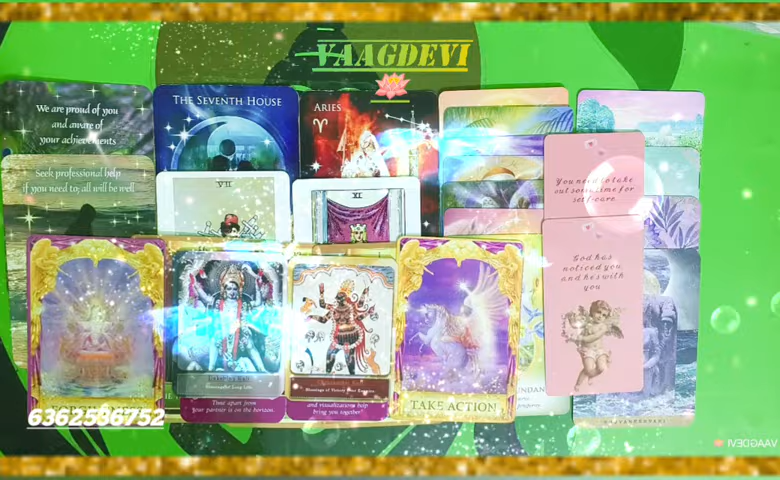 VAAGDEVI
We are proud of you
and aware of
your achievements
THE SEVENTH HOUSE
ARIES
You need to take
out some time for
self-care
Seek professional help
if you need to, all will be well
VII
XI
God has
noticed you,
and he is with
you
Time apart from
your partner is on the horizon.
Blessings of
and visualizations help
bring you together.
TAKE ACTION
6362586752
VAAGDEVI